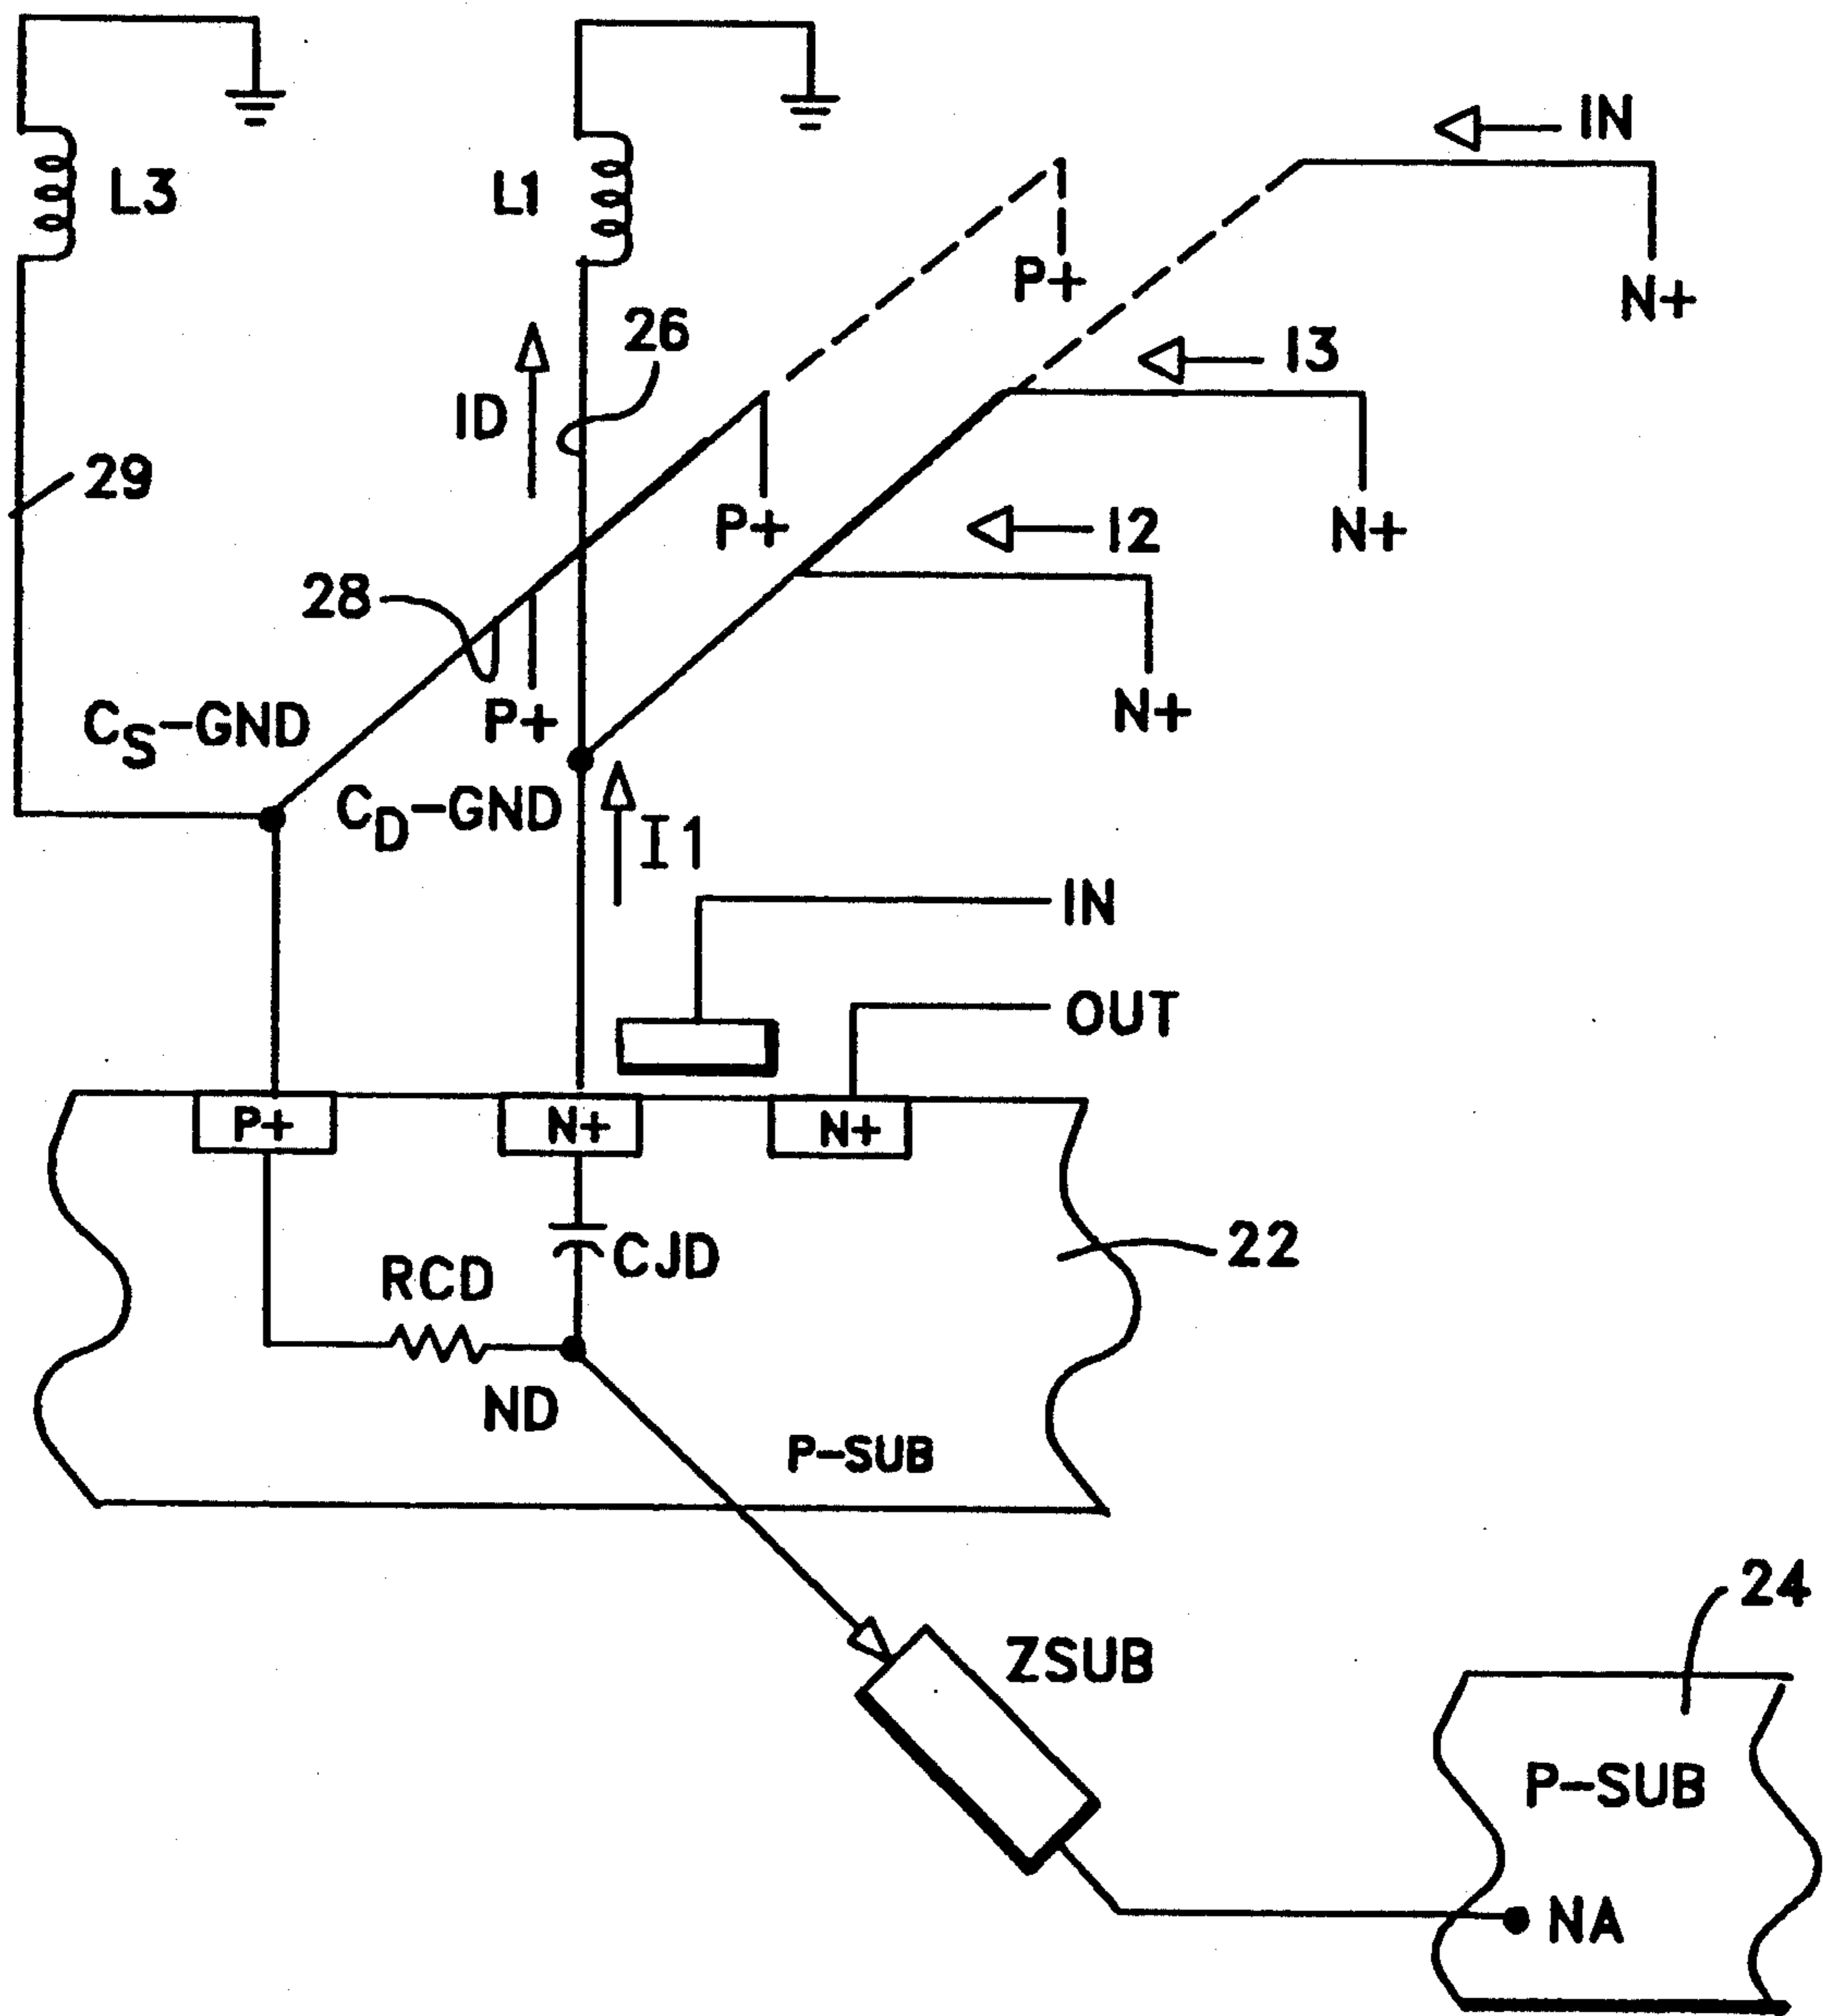 IN
L3
L1
P+
N+
26
I3
ID
29
P+
N+
I2
28
P+
N+
CS-GND
CD-GND
I1
IN
OUT
P+
N+
N+
RCD
CJD
22
ND
P-SUB
24
ZSUB
P-SUB
NA